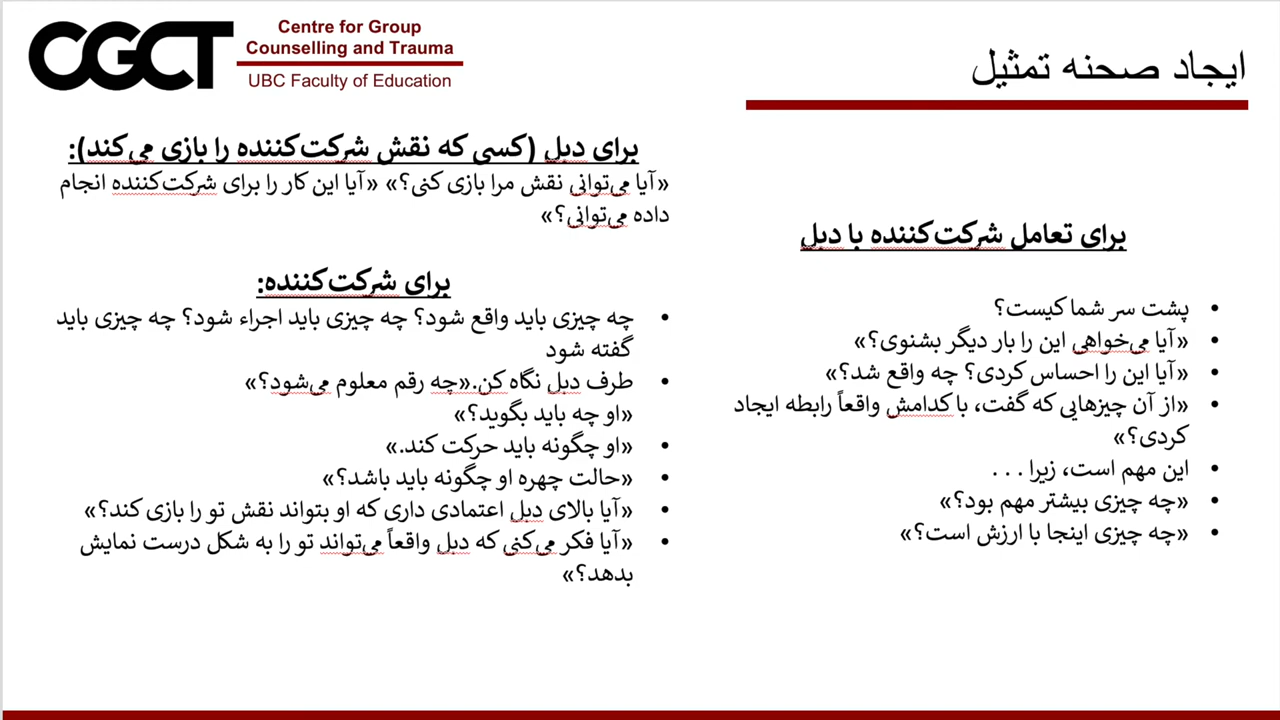 CGCT
Centre for Group
Counselling and Trauma
UBC Faculty of Education
ایجاد صحنه تمثیل
برای تعامل شرکت‌کننده با دبل
• پشت سر شما کیست؟
• «آیا می‌خواهی این را بار دیگر بشنوی؟»
• «آیا این را احساس کردی؟ چه واقع شد؟»
• «از آن چیزهایی که گفت، با کدامش واقعاً رابطه ایجاد
کردی؟»
• این مهم است، زیرا . . .
• «چه چیزی بیشتر مهم بود؟»
• «چه چیزی اینجا با ارزش است؟»
برای دبل (کسی که نقش شرکت‌کننده را بازی می‌کند):
«آیا می‌توانی نقش مرا بازی کنی؟» «آیا این کار را برای شرکت‌کننده انجام
داده می‌توانی؟»
برای شرکت‌کننده:
• چه چیزی باید واقع شود؟ چه چیزی باید اجراء شود؟ چه چیزی باید
گفته شود
• طرف دبل نگاه کن.«چه رقم معلوم می‌شود؟»
«او چه باید بگوید؟»
• «او چگونه باید حرکت کند.»
• «حالت چهره او چگونه باید باشد؟»
• «آیا بالای دبل اعتمادی داری که او بتواند نقش تو را بازی کند؟»
• «آیا فکر می‌کنی که دبل واقعاً می‌تواند تو را به شکل درست نمایش
بدهد؟»